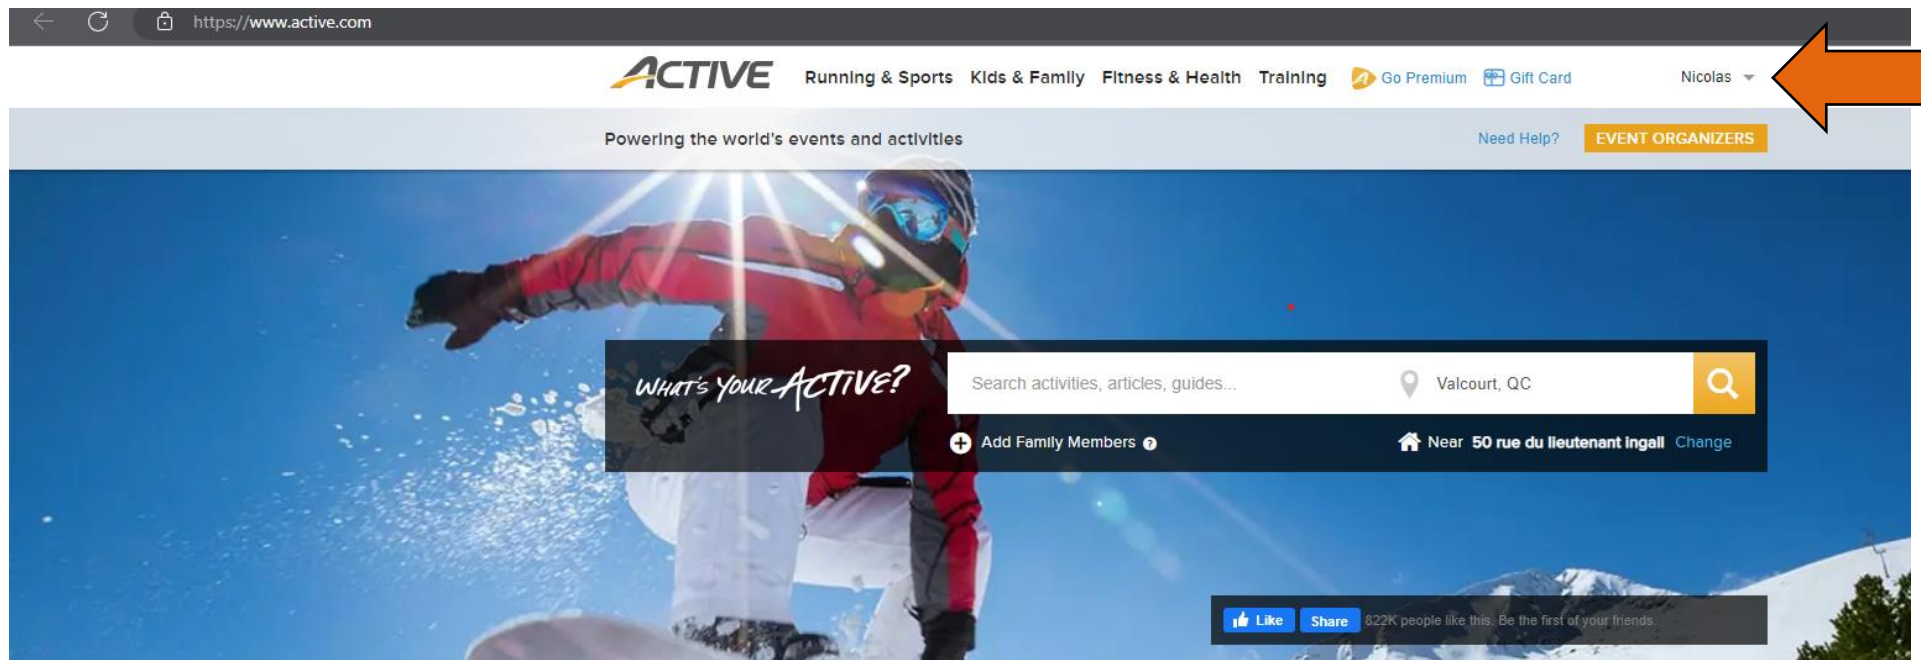 https://www.active.com
ACTIVE Running & Sports Kids & Family Fitness & Health Training Go Premium Gift Card Nicolas
Powering the world's events and activities Need Help? EVENT ORGANIZERS
WHAT'S YOUR ACTIVE? Search activities, articles, guides... Valcourt, QC
Add Family Members ? Near 50 rue du lieutenant ingall Change
Like Share 822K people like this. Be the first of your friends.